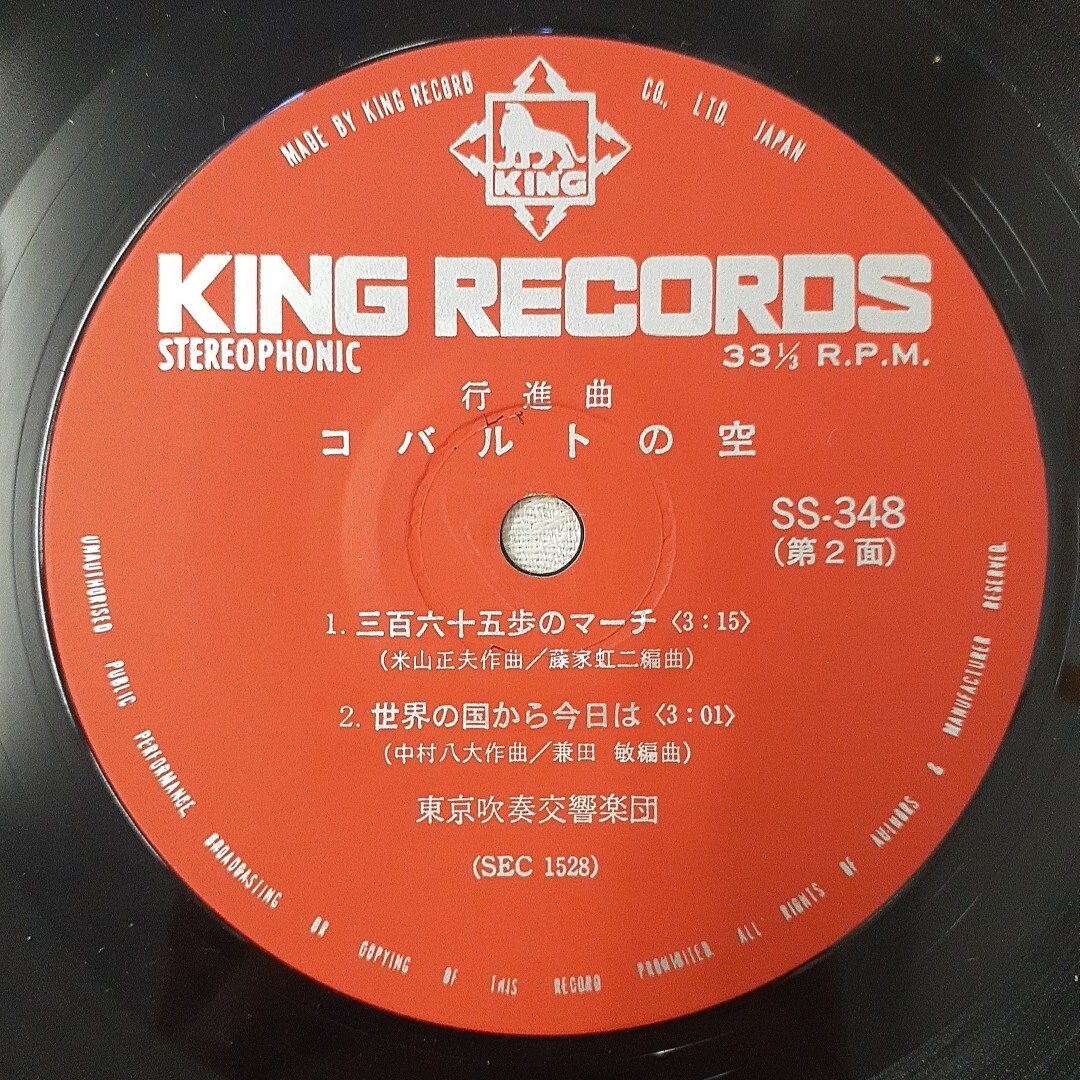 MADE BY KING RECORD CO., LTD. JAPAN
KING
KING RECORDS
STEREOPHONIC
33⅓ R.P.M.
行進曲
コバルトの空
SS-348
(第2面)
1. 三百六十五歩のマーチ〈3:15〉
(米山正夫作曲/藤家虹二編曲)
2. 世界の国から今日は〈3:01〉
(中村八大作曲/兼田 敏編曲)
東京吹奏交響楽団
(SEC 1528)
UNAUTHORISED PUBLIC PERFORMANCE, BROADCASTING OR COPYING OF THIS RECORD PROHIBITED ALL RIGHTS OF AUTHORS & MANUFACTURER RESERVED.